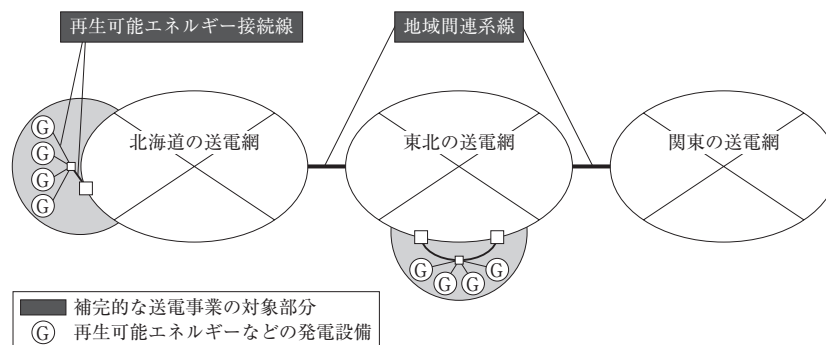 再生可能エネルギー接続線
地域間連系線
北海道の送電網
東北の送電網
関東の送電網
G
G
G
G
G
G
G
G
補完的な送電事業の対象部分
G 再生可能エネルギーなどの発電設備